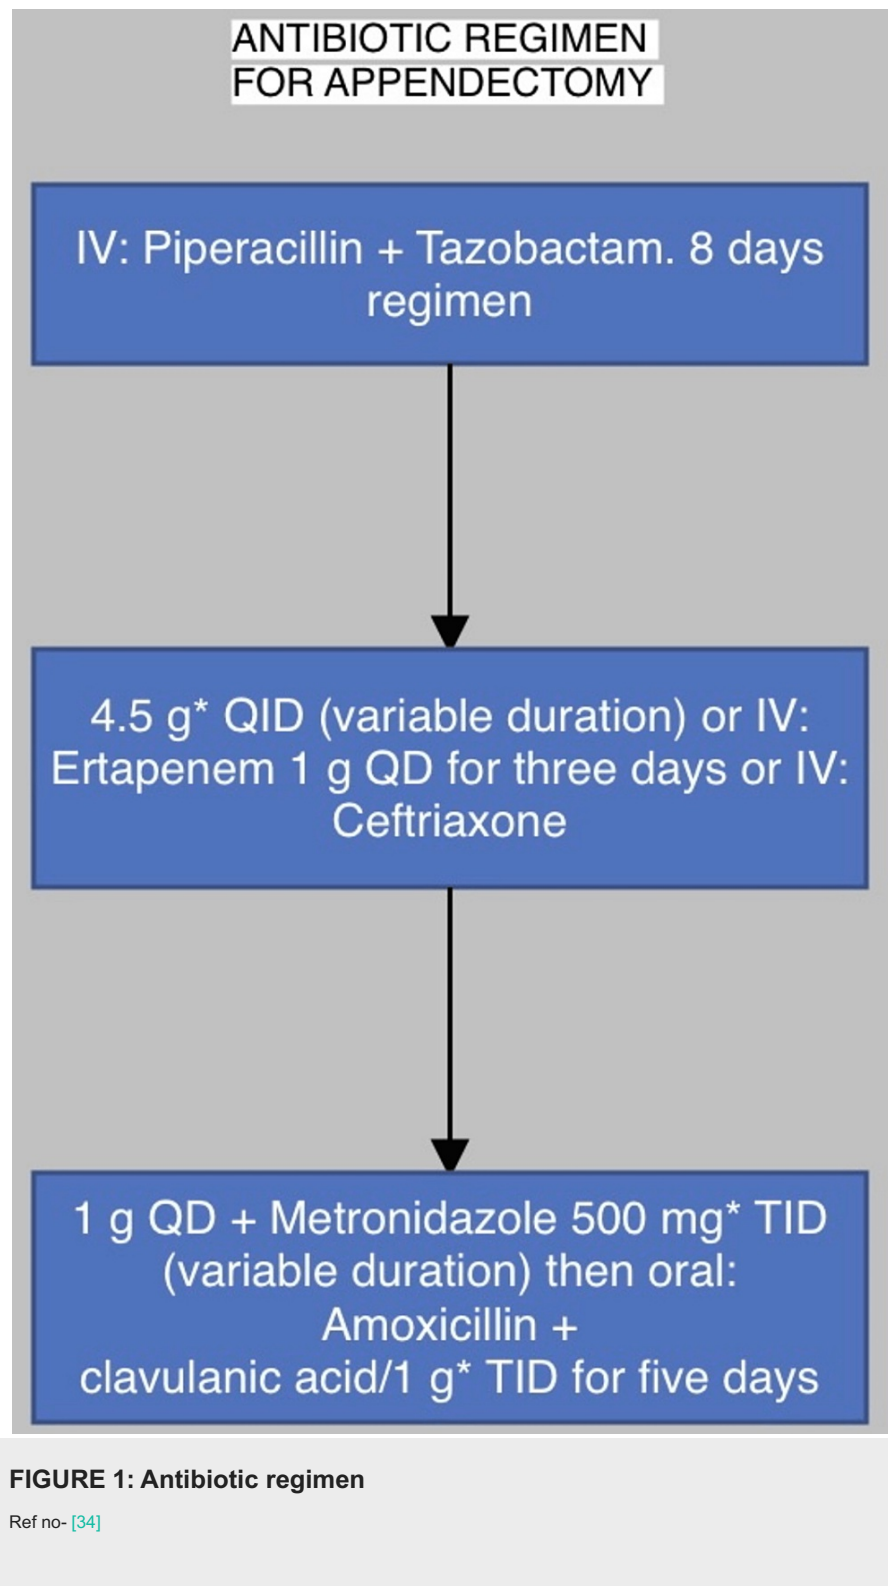 ANTIBIOTIC REGIMEN
FOR APPENDECTOMY
IV: Piperacillin + Tazobactam. 8 days
regimen
4.5 g* QID (variable duration) or IV:
Ertapenem 1 g QD for three days or IV:
Ceftriaxone
1 g QD + Metronidazole 500 mg* TID
(variable duration) then oral:
Amoxicillin +
clavulanic acid/1 g* TID for five days
FIGURE 1: Antibiotic regimen
Ref no- [34]